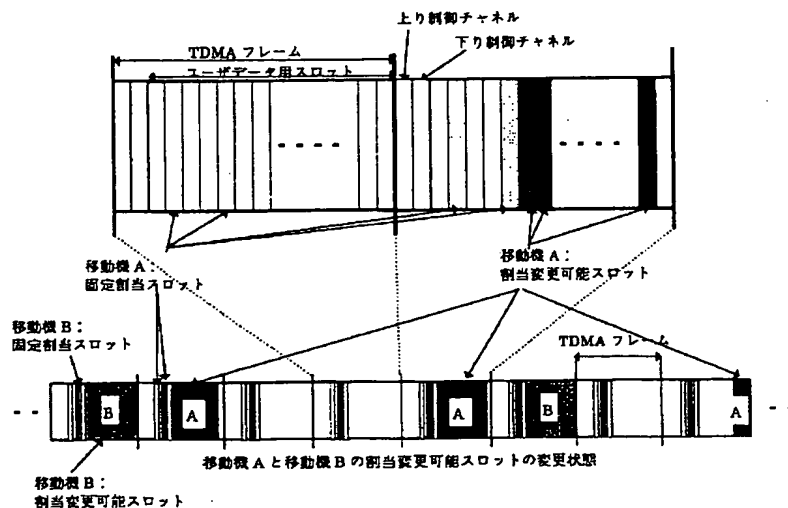 上り制御チャネル
下り制御チャネル
TDMA フレーム
ユーザデータ用スロット
移動機 A：
固定割当スロット
移動機 A：
割当変更可能スロット
移動機 B：
固定割当スロット
TDMA フレーム
B
A
A
B
A
移動機 A と移動機 B の割当変更可能スロットの変更状態
移動機 B：
割当変更可能スロット